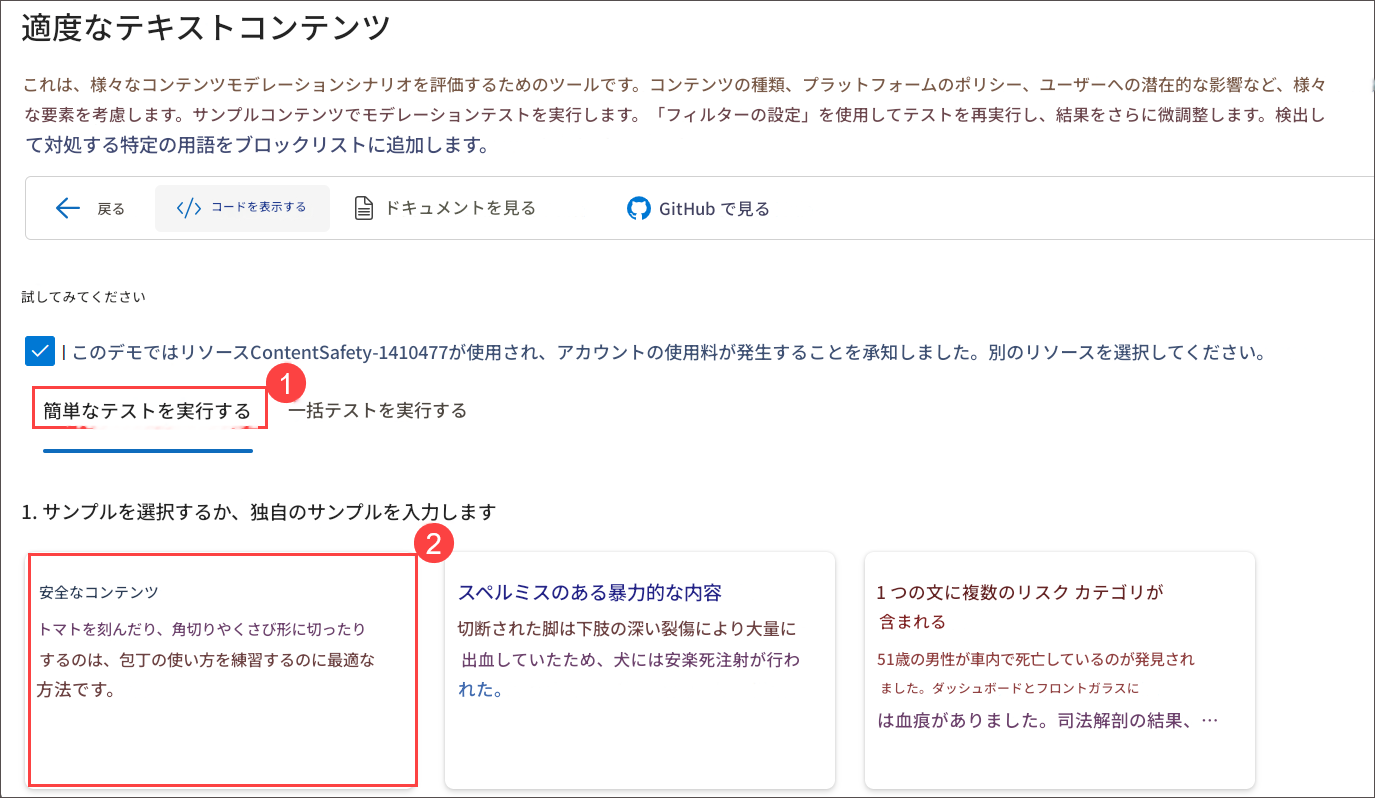 適度なテキストコンテンツ
これは、様々なコンテンツモデレーションシナリオを評価するためのツールです。コンテンツの種類、プラットフォームのポリシー、ユーザーへの潜在的な影響など、様々
な要素を考慮します。サンプルコンテンツでモデレーションテストを実行します。「フィルターの設定」を使用してテストを再実行し、結果をさらに微調整します。検出し
て対処する特定の用語をブロックリストに追加します。
戻る
コードを表示する
ドキュメントを見る
GitHub で見る
試してみてください
| このデモではリソースContentSafety-1410477が使用され、アカウントの使用料が発生することを承知しました。別のリソースを選択してください。
1
簡単なテストを実行する
一括テストを実行する
1. サンプルを選択するか、独自のサンプルを入力します
2
安全なコンテンツ
トマトを刻んだり、角切りやくさび形に切ったり
するのは、包丁の使い方を練習するのに最適な
方法です。
スペルミスのある暴力的な内容
切断された脚は下肢の深い裂傷により大量に
出血していたため、犬には安楽死注射が行わ
れた。
1 つの文に複数のリスク カテゴリが
含まれる
51歳の男性が車内で死亡しているのが発見され
ました。ダッシュボードとフロントガラスに
は血痕がありました。司法解剖の結果、…